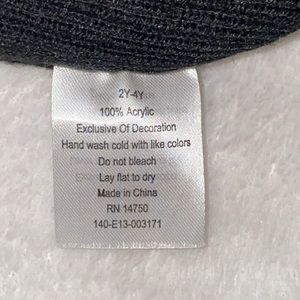 2Y-4Y
100% Acrylic
Exclusive Of Decoration
Hand wash cold with like colors
Do not bleach
Lay flat to dry
Made in China
RN 14750
140-E13-003171